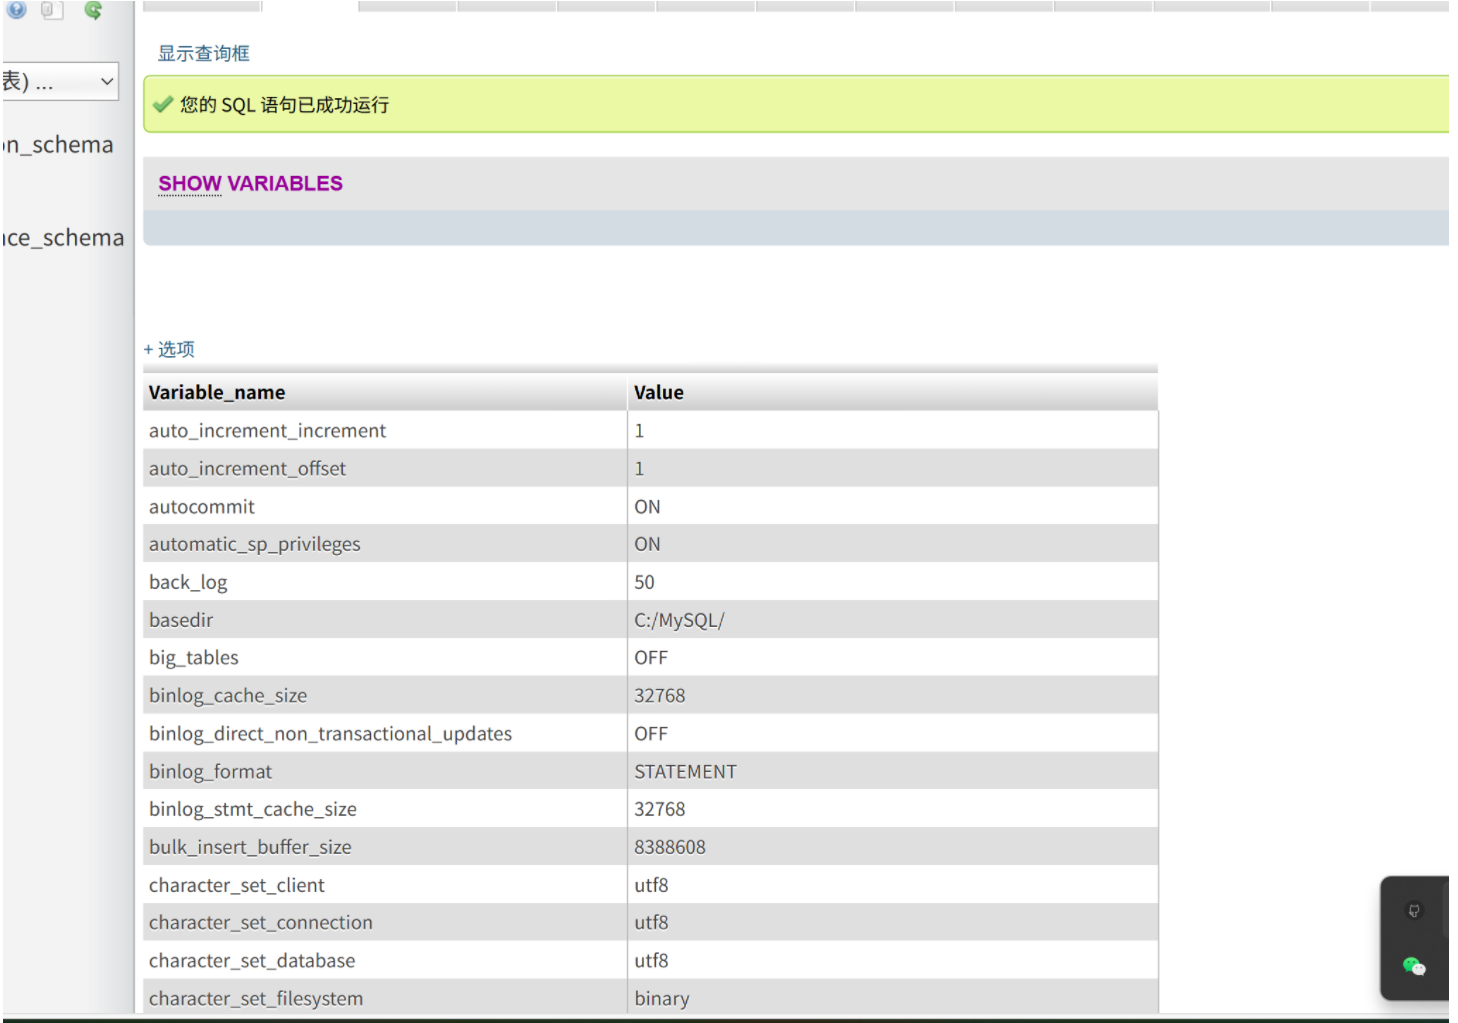 显示查询框
表) ...
您的 SQL 语句已成功运行
on_schema
SHOW VARIABLES
nce_schema
+ 选项
Variable_name Value
auto_increment_increment 1
auto_increment_offset 1
autocommit ON
automatic_sp_privileges ON
back_log 50
basedir C:/MySQL/
big_tables OFF
binlog_cache_size 32768
binlog_direct_non_transactional_updates OFF
binlog_format STATEMENT
binlog_stmt_cache_size 32768
bulk_insert_buffer_size 8388608
character_set_client utf8
character_set_connection utf8
character_set_database utf8
character_set_filesystem binary